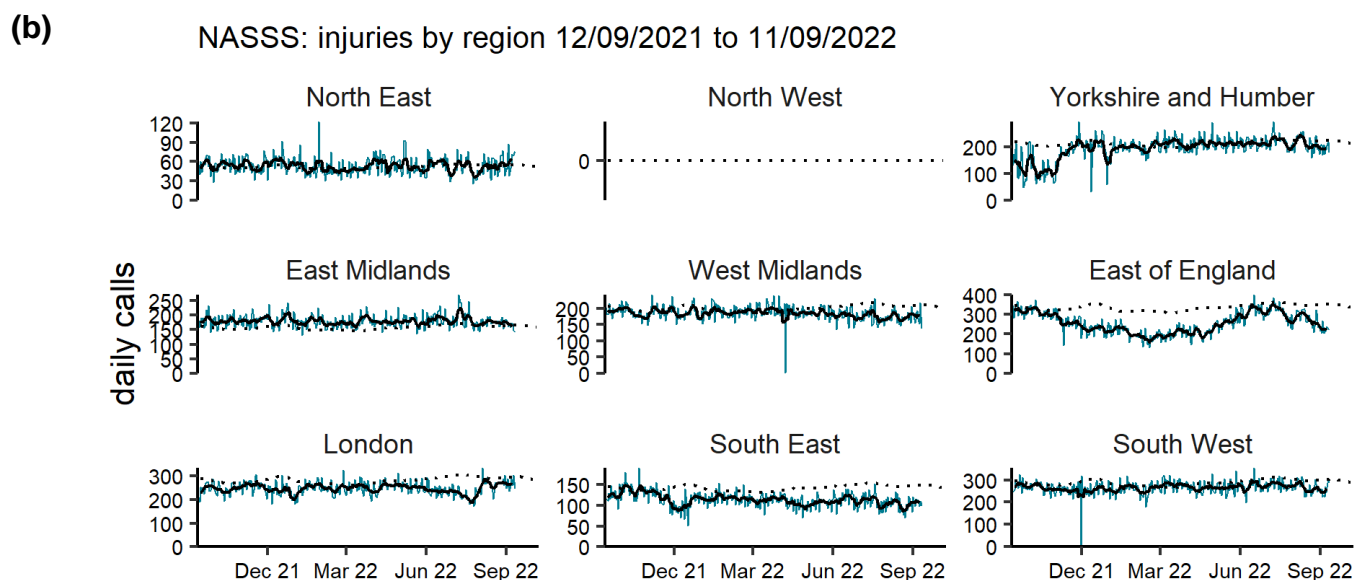 (b)
NASSS: injuries by region 12/09/2021 to 11/09/2022
North East
North West
Yorkshire and Humber
120
90
60
30
0
0
200
100
0
East Midlands
West Midlands
East of England
daily calls
250
200
150
100
50
0
200
150
100
50
0
400
300
200
100
0
London
South East
South West
300
200
100
0
150
100
50
0
300
200
100
0
Dec 21 Mar 22 Jun 22 Sep 22
Dec 21 Mar 22 Jun 22 Sep 22
Dec 21 Mar 22 Jun 22 Sep 22